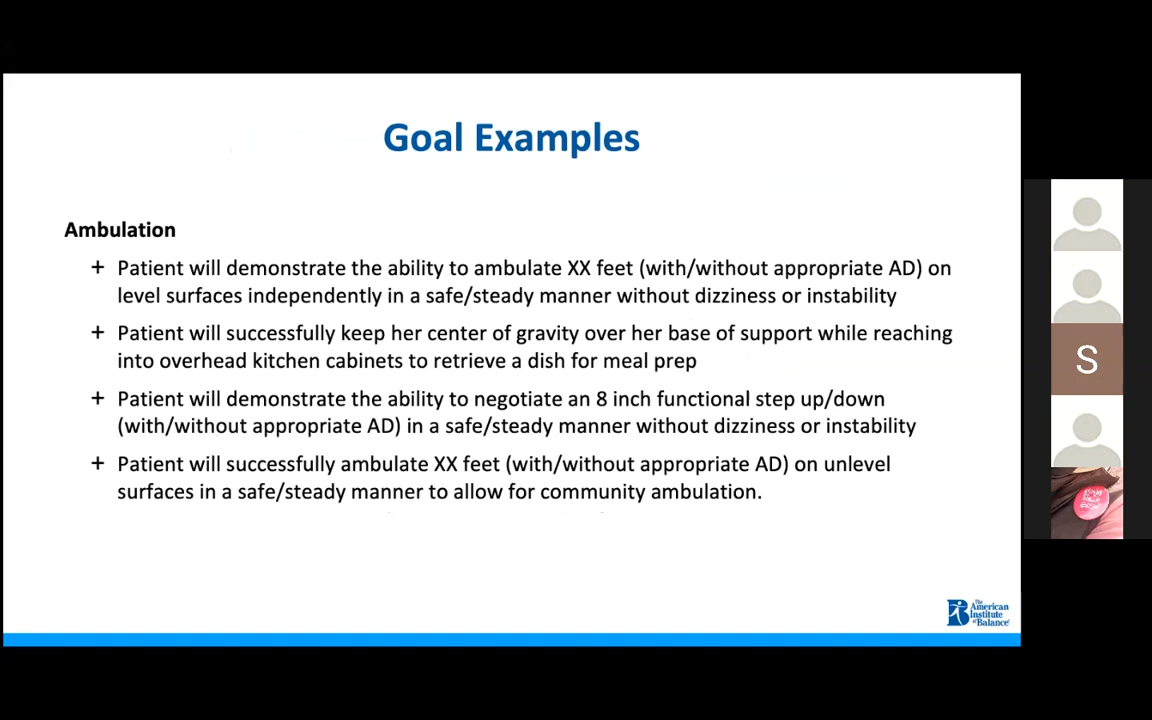 Goal Examples
Ambulation
+ Patient will demonstrate the ability to ambulate XX feet (with/without appropriate AD) on
level surfaces independently in a safe/steady manner without dizziness or instability
+ Patient will successfully keep her center of gravity over her base of support while reaching
into overhead kitchen cabinets to retrieve a dish for meal prep
+ Patient will demonstrate the ability to negotiate an 8 inch functional step up/down
(with/without appropriate AD) in a safe/steady manner without dizziness or instability
+ Patient will successfully ambulate XX feet (with/without appropriate AD) on unlevel
surfaces in a safe/steady manner to allow for community ambulation.
S
The
American
Institute
of Balance